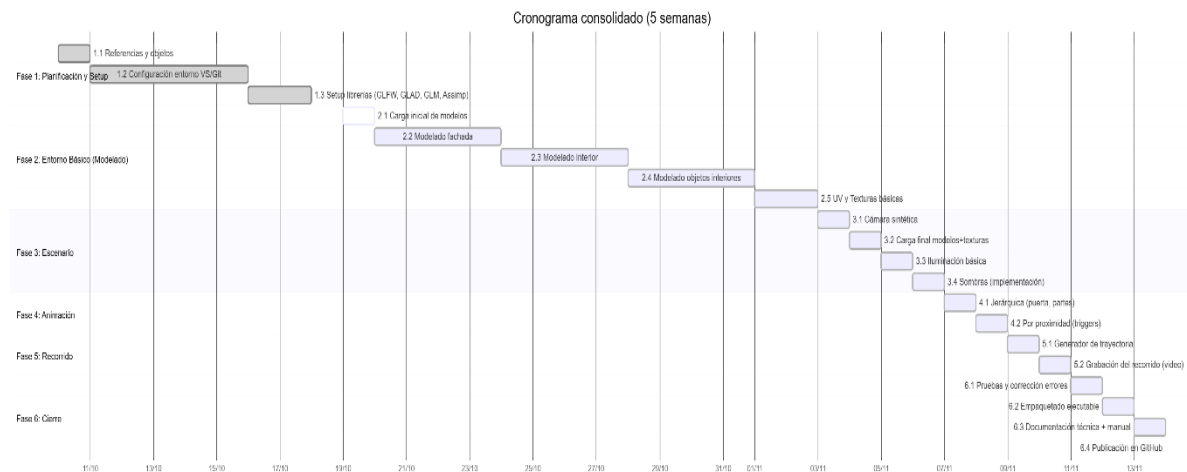 Cronograma consolidado (5 semanas)
1.1 Referencias y objetos
Fase 1: Planificación y Setup
1.2 Configuración entorno VS/Git
1.3 Setup librerías (GLFW, GLAD, GLM, Assimp)
2.1 Carga inicial de modelos
2.2 Modelado fachada
Fase 2: Entorno Básico (Modelado)
2.3 Modelado interior
2.4 Modelado objetos interiores
2.5 UV y Texturas básicas
3.1 Cámara sintética
Fase 3: Escenario
3.2 Carga final modelos+texturas
3.3 Iluminación básica
3.4 Sombras (implementación)
Fase 4: Animación
4.1 Jerárquica (puerta, partes)
4.2 Por proximidad (triggers)
Fase 5: Recorrido
5.1 Generador de trayectoria
5.2 Grabación del recorrido (video)
6.1 Pruebas y corrección errores
Fase 6: Cierre
6.2 Empaquetado ejecutable
6.3 Documentación técnica + manual
6.4 Publicación en GitHub
11/10 13/10 15/10 17/10 19/10 21/10 23/10 25/10 27/10 29/10 31/10 01/11 03/11 05/11 07/11 09/11 11/11 13/11